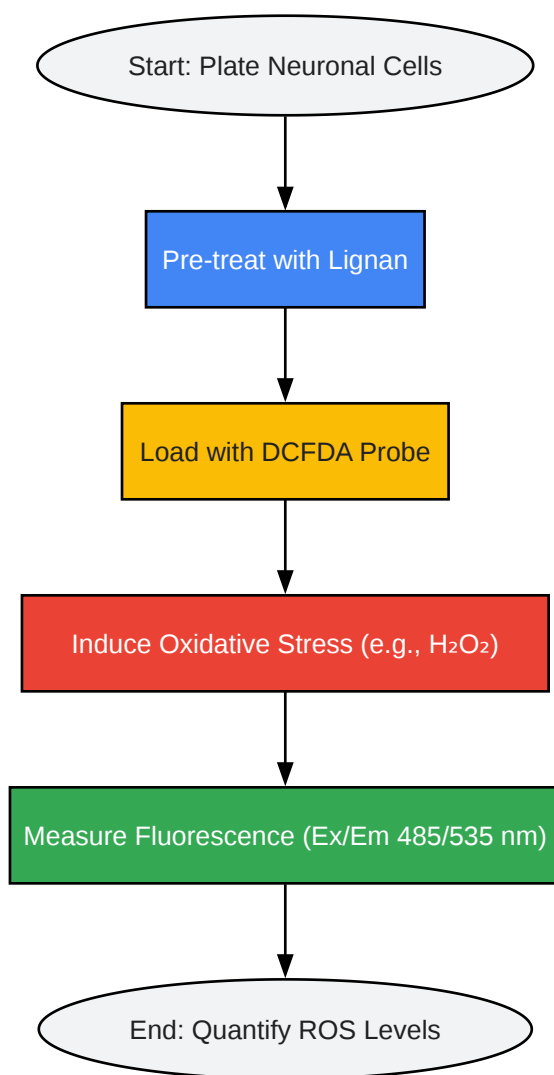 Start: Plate Neuronal Cells
Pre-treat with Lignan
Load with DCFDA Probe
Induce Oxidative Stress (e.g., H₂O₂)
Measure Fluorescence (Ex/Em 485/535 nm)
End: Quantify ROS Levels